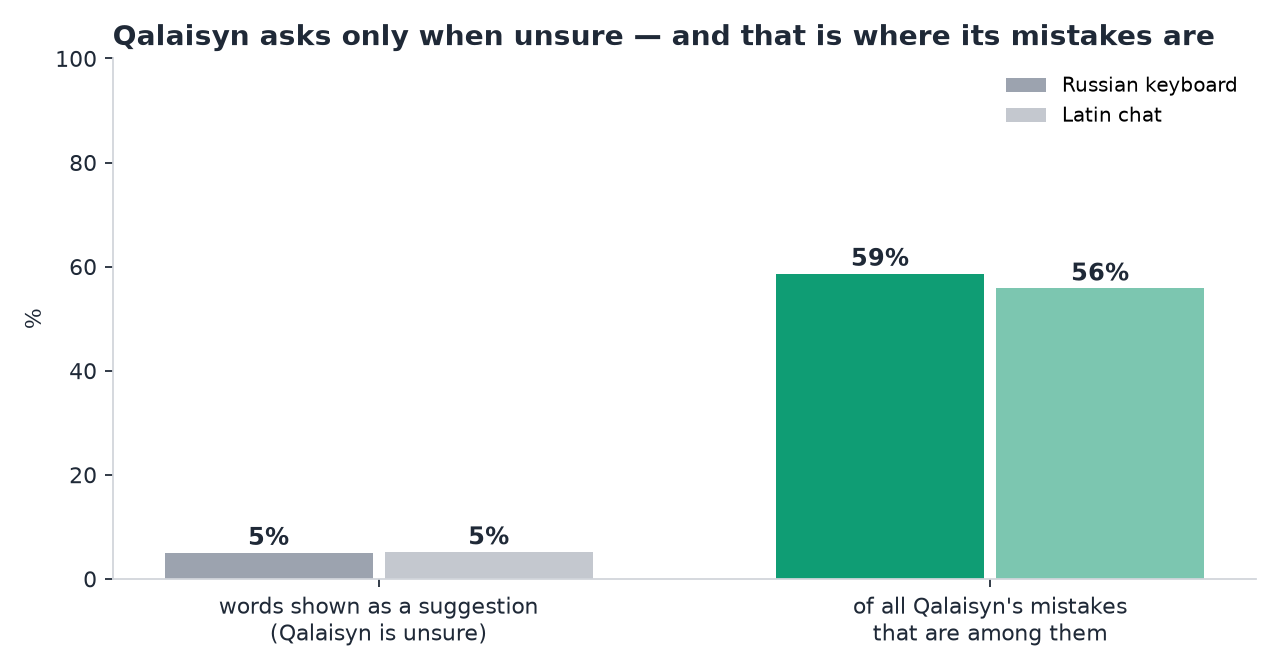 Qalaisyn asks only when unsure — and that is where its mistakes are
100
80
60
40
20
0
%
Russian keyboard
Latin chat
5%
5%
59%
56%
words shown as a suggestion
(Qalaisyn is unsure)
of all Qalaisyn's mistakes
that are among them